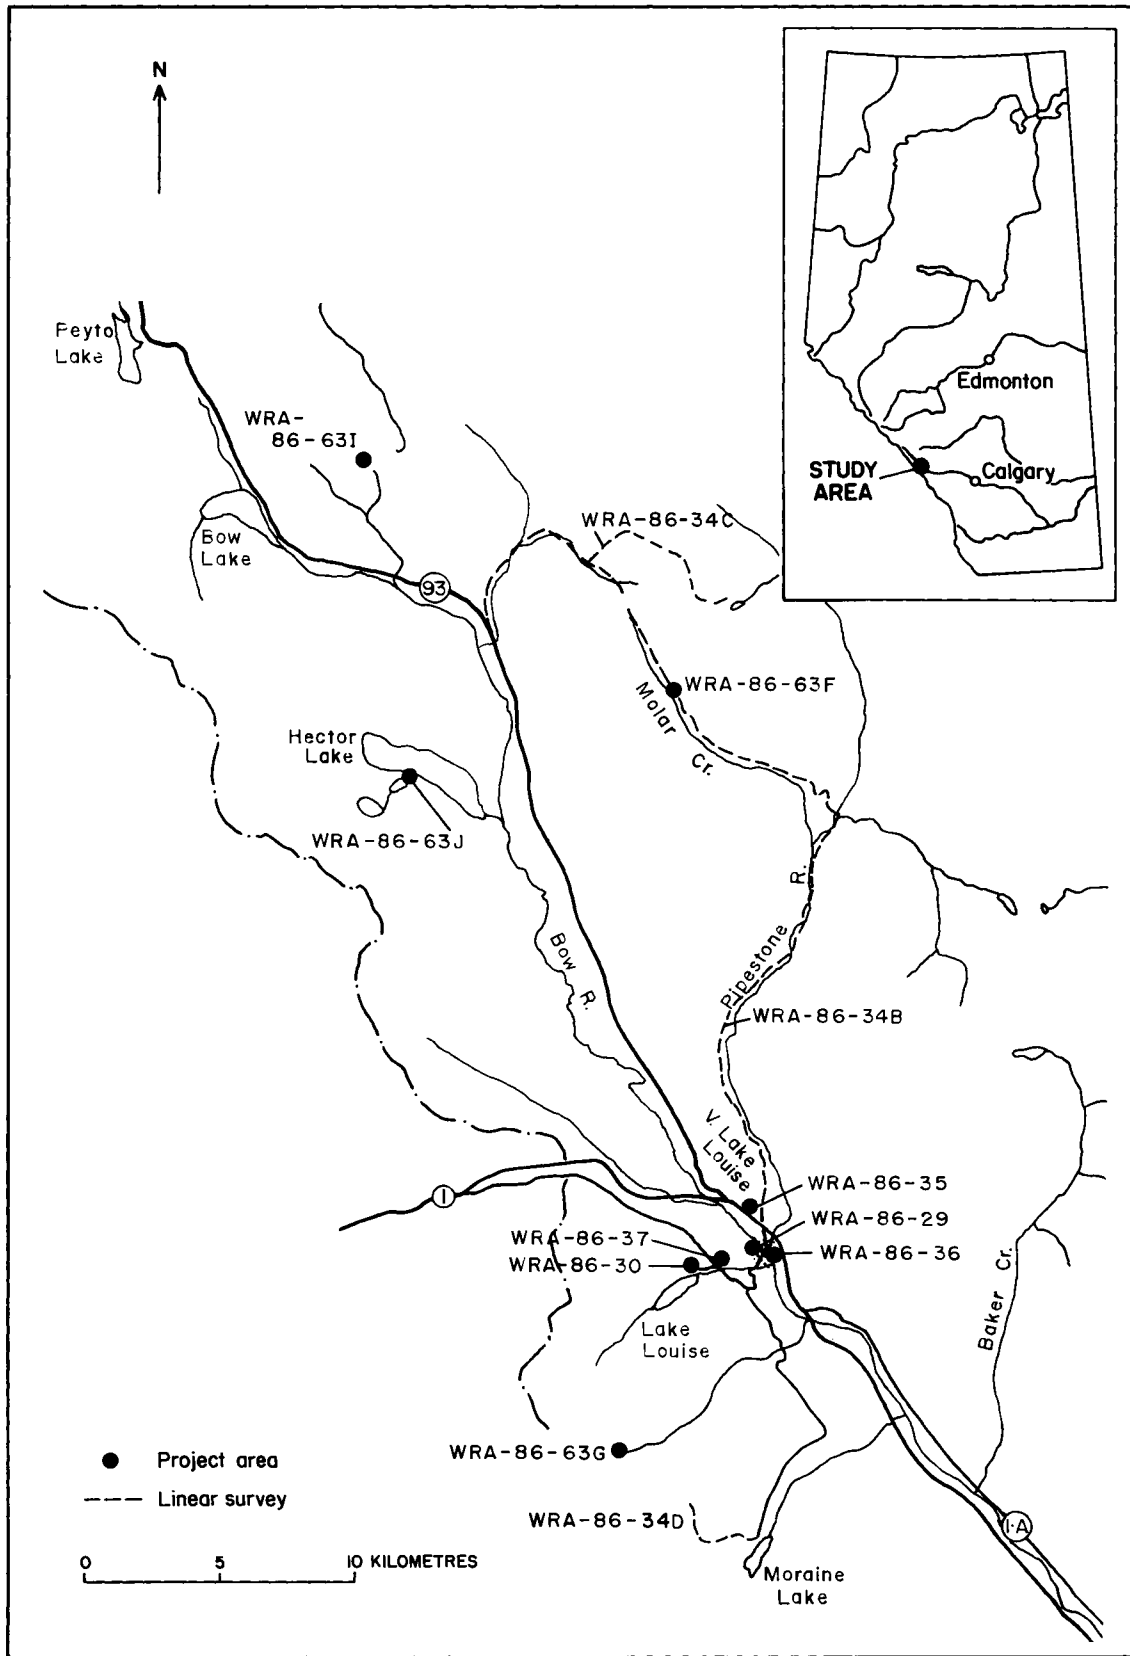 N
Peyto
Lake
WRA-
86-63I
Bow
Lake
93
WRA-86-34C
Edmonton
STUDY
AREA
Calgary
WRA-86-63F
Molar Cr.
Hector
Lake
WRA-86-63J
Bow R.
Pipestone R.
WRA-86-34B
V. Lake
Louise
WRA-86-35
1
WRA-86-29
WRA-86-37
WRA-86-36
WRA-86-30
Lake
Louise
Baker Cr.
WRA-86-63G
Project area
Linear survey
WRA-86-34D
1-A
0 5 10 KILOMETRES
Moraine
Lake